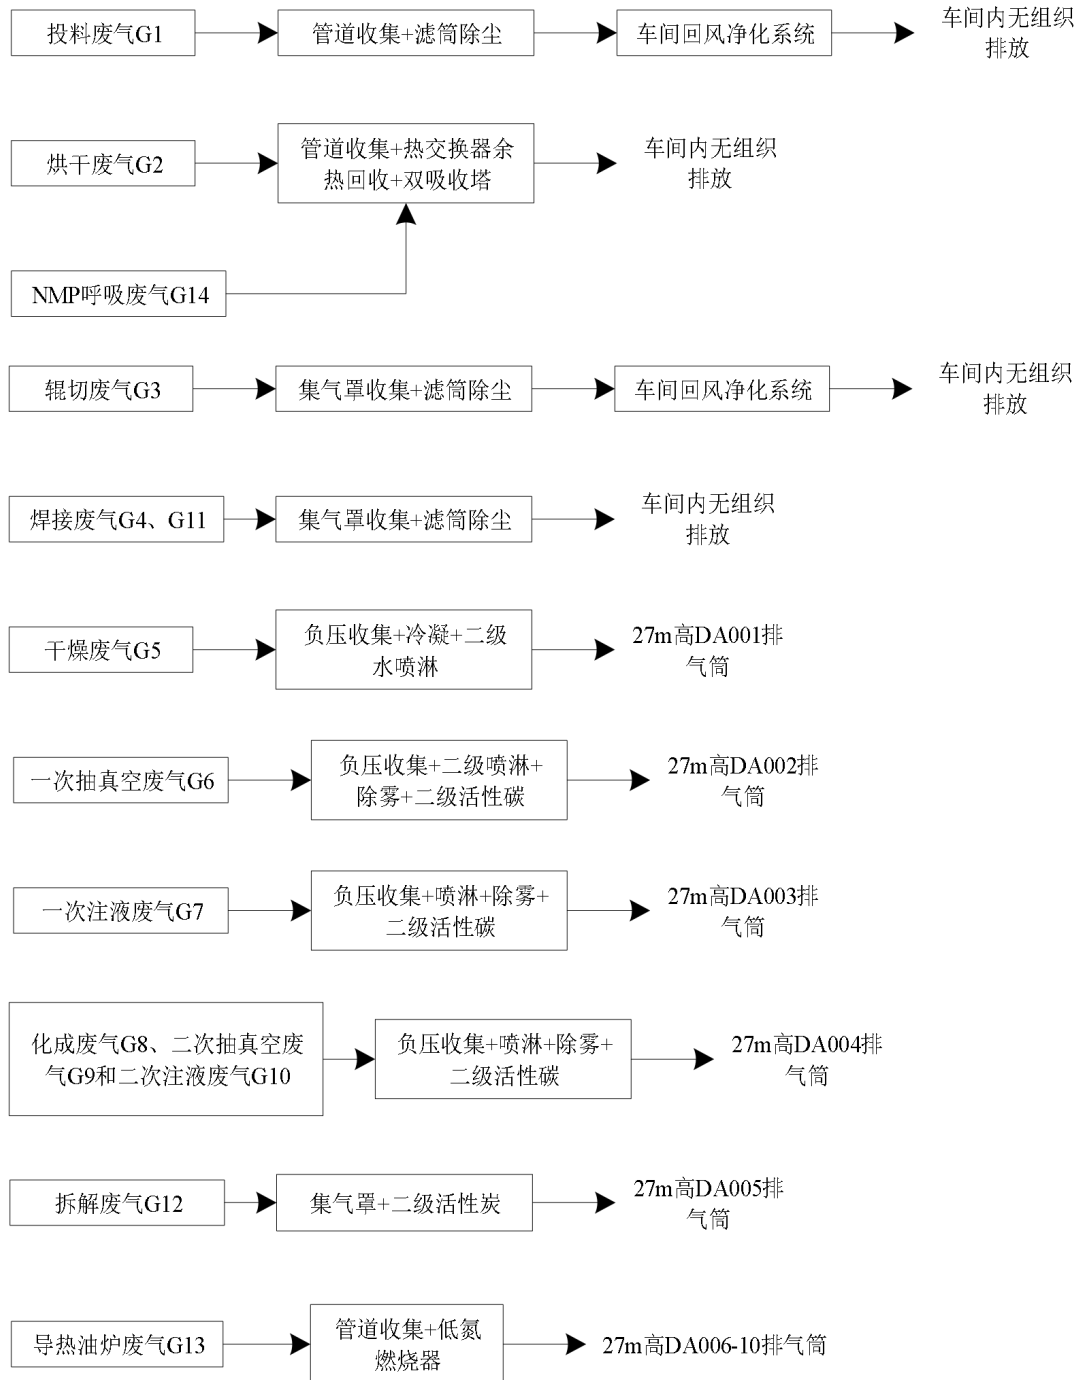 投料废气G1
管道收集+滤筒除尘
车间回风净化系统
车间内无组织
排放
烘干废气G2
管道收集+热交换器余
热回收+双吸收塔
车间内无组织
排放
NMP呼吸废气G14
辊切废气G3
集气罩收集+滤筒除尘
车间回风净化系统
车间内无组织
排放
焊接废气G4、G11
集气罩收集+滤筒除尘
车间内无组织
排放
干燥废气G5
负压收集+冷凝+二级
水喷淋
27m高DA001排
气筒
一次抽真空废气G6
负压收集+二级喷淋+
除雾+二级活性碳
27m高DA002排
气筒
一次注液废气G7
负压收集+喷淋+除雾+
二级活性碳
27m高DA003排
气筒
化成废气G8、二次抽真空废
气G9和二次注液废气G10
负压收集+喷淋+除雾+
二级活性碳
27m高DA004排
气筒
拆解废气G12
集气罩+二级活性炭
27m高DA005排
气筒
导热油炉废气G13
管道收集+低氮
燃烧器
27m高DA006-10排气筒